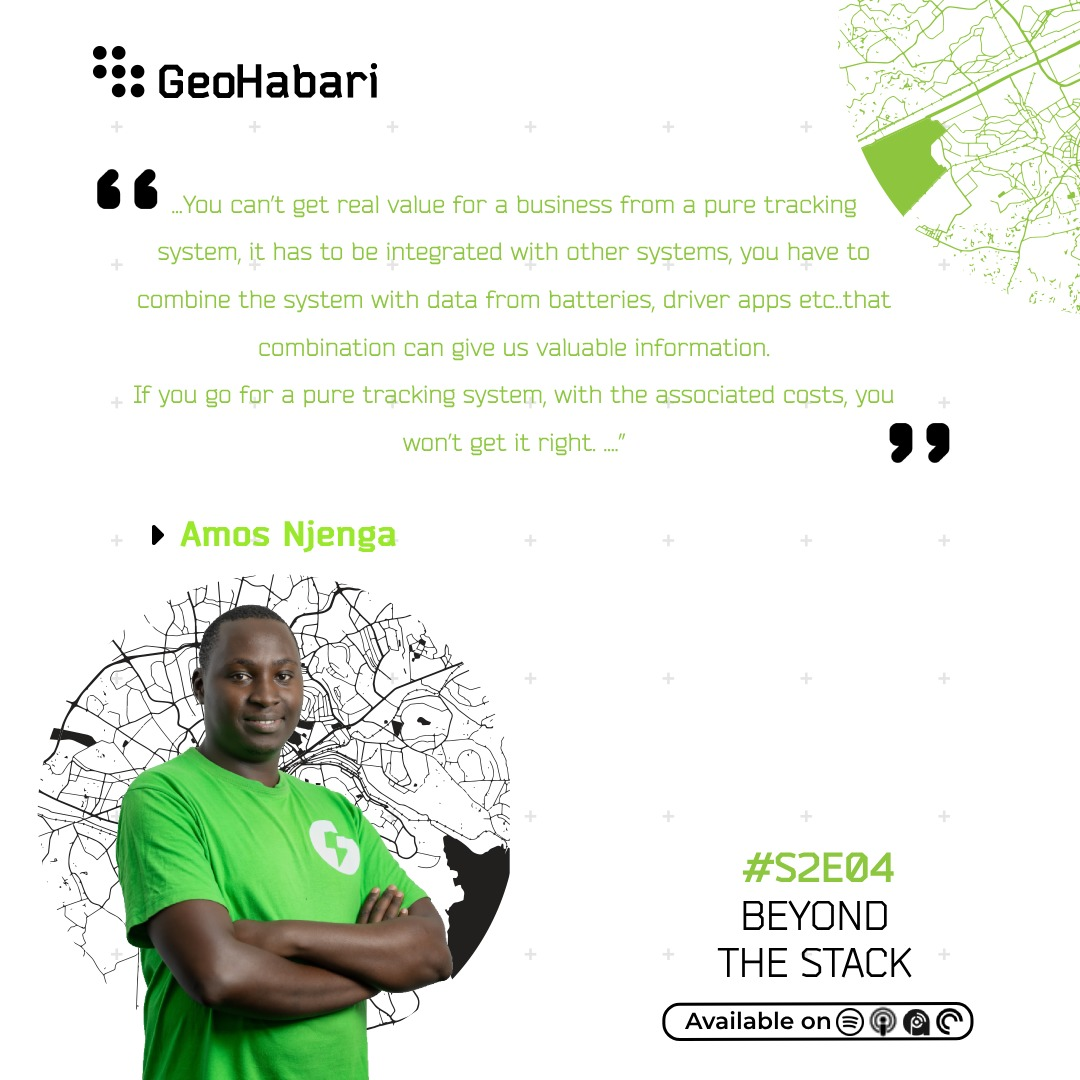 GeoHabari
“ ...You can't get real value for a business from a pure tracking
system, it has to be integrated with other systems, you have to
combine the system with data from batteries, driver apps etc..that
combination can give us valuable information.
If you go for a pure tracking system, with the associated costs, you
won't get it right. ....” ”
Amos Njenga
#S2E04
BEYOND
THE STACK
Available on